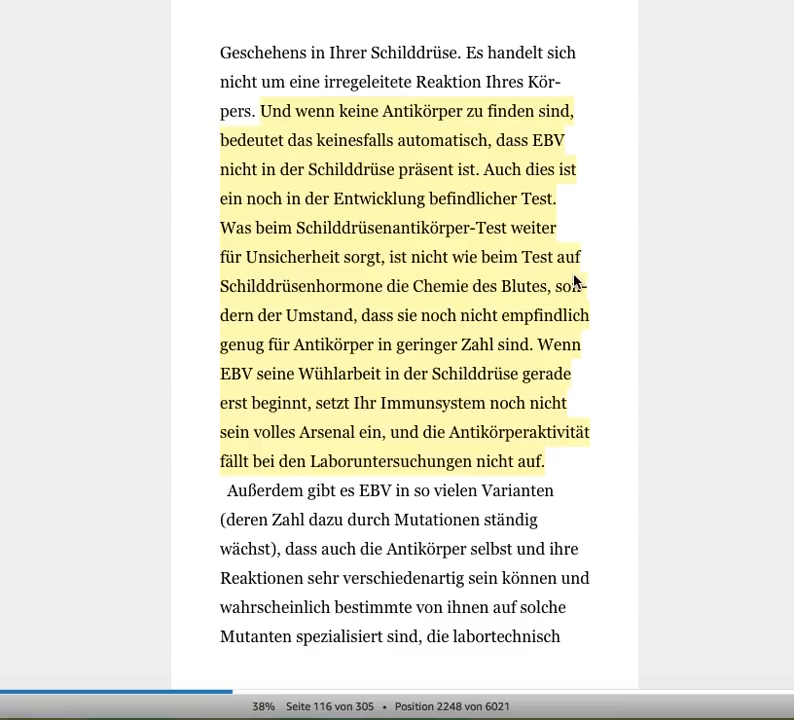 Geschehens in Ihrer Schilddrüse. Es handelt sich
nicht um eine irregeleitete Reaktion Ihres Kör-
pers. Und wenn keine Antikörper zu finden sind,
bedeutet das keinesfalls automatisch, dass EBV
nicht in der Schilddrüse präsent ist. Auch dies ist
ein noch in der Entwicklung befindlicher Test.
Was beim Schilddrüsenantikörper-Test weiter
für Unsicherheit sorgt, ist nicht wie beim Test auf
Schilddrüsenhormone die Chemie des Blutes, son-
dern der Umstand, dass sie noch nicht empfindlich
genug für Antikörper in geringer Zahl sind. Wenn
EBV seine Wühlarbeit in der Schilddrüse gerade
erst beginnt, setzt Ihr Immunsystem noch nicht
sein volles Arsenal ein, und die Antikörperaktivität
fällt bei den Laboruntersuchungen nicht auf.
Außerdem gibt es EBV in so vielen Varianten
(deren Zahl dazu durch Mutationen ständig
wächst), dass auch die Antikörper selbst und ihre
Reaktionen sehr verschiedenartig sein können und
wahrscheinlich bestimmte von ihnen auf solche
Mutanten spezialisiert sind, die labortechnisch
38% Seite 116 von 305 • Position 2248 von 6021